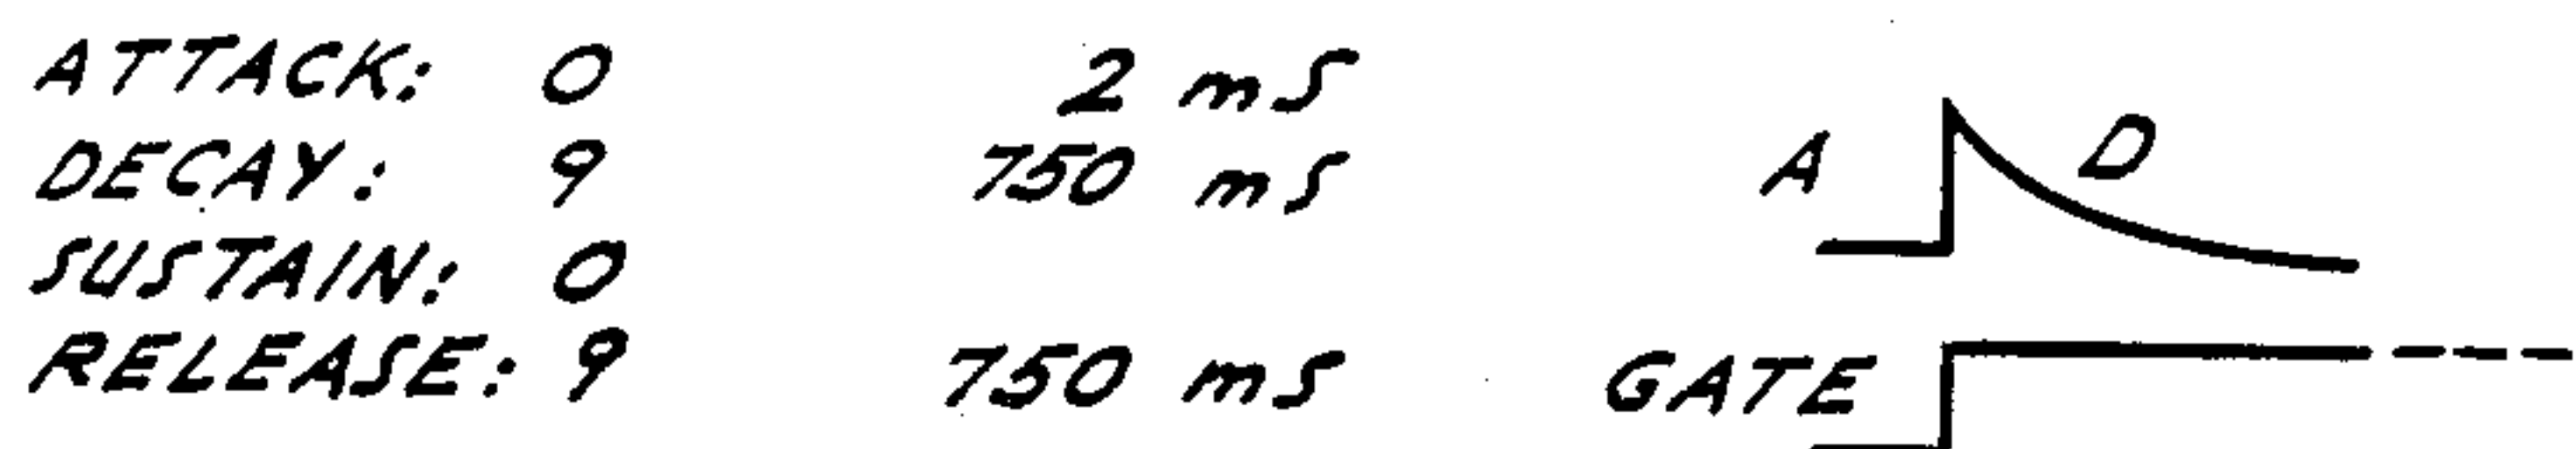 ATTACK: 0 2 mS
DECAY: 9 750 mS
SUSTAIN: 0
RELEASE: 9 750 mS
A D
GATE